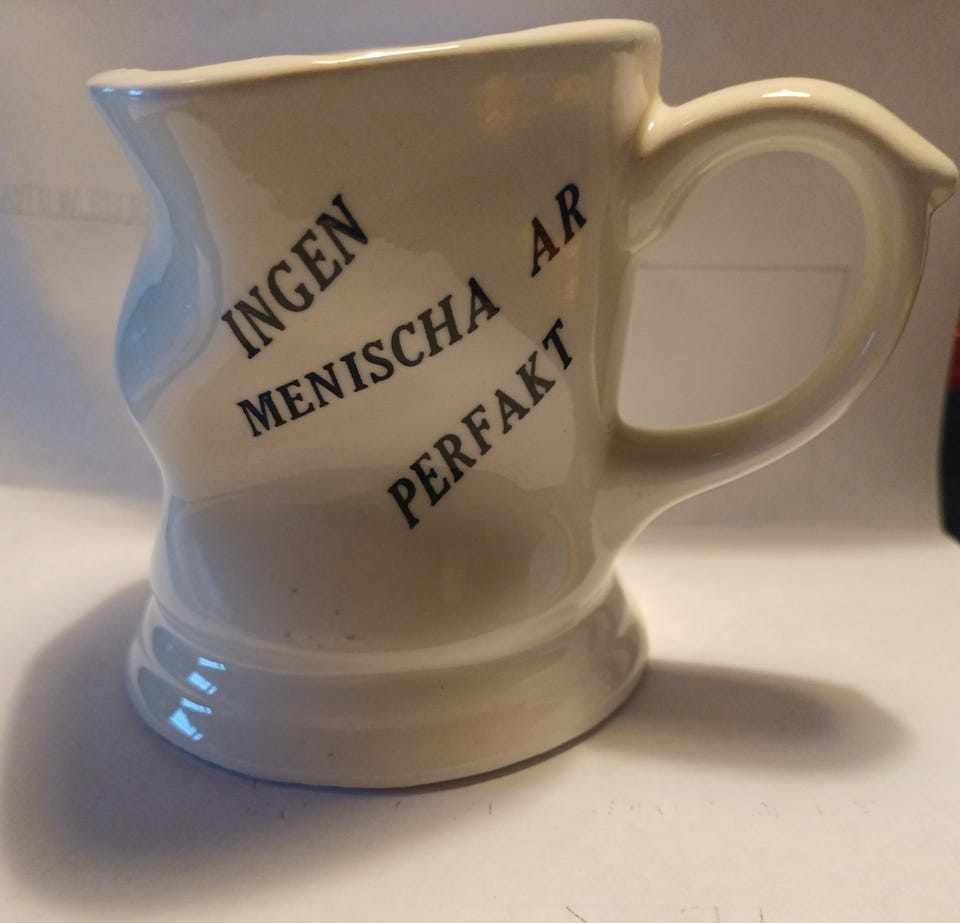 INGEN
MENISCHA AR
PERFAKT